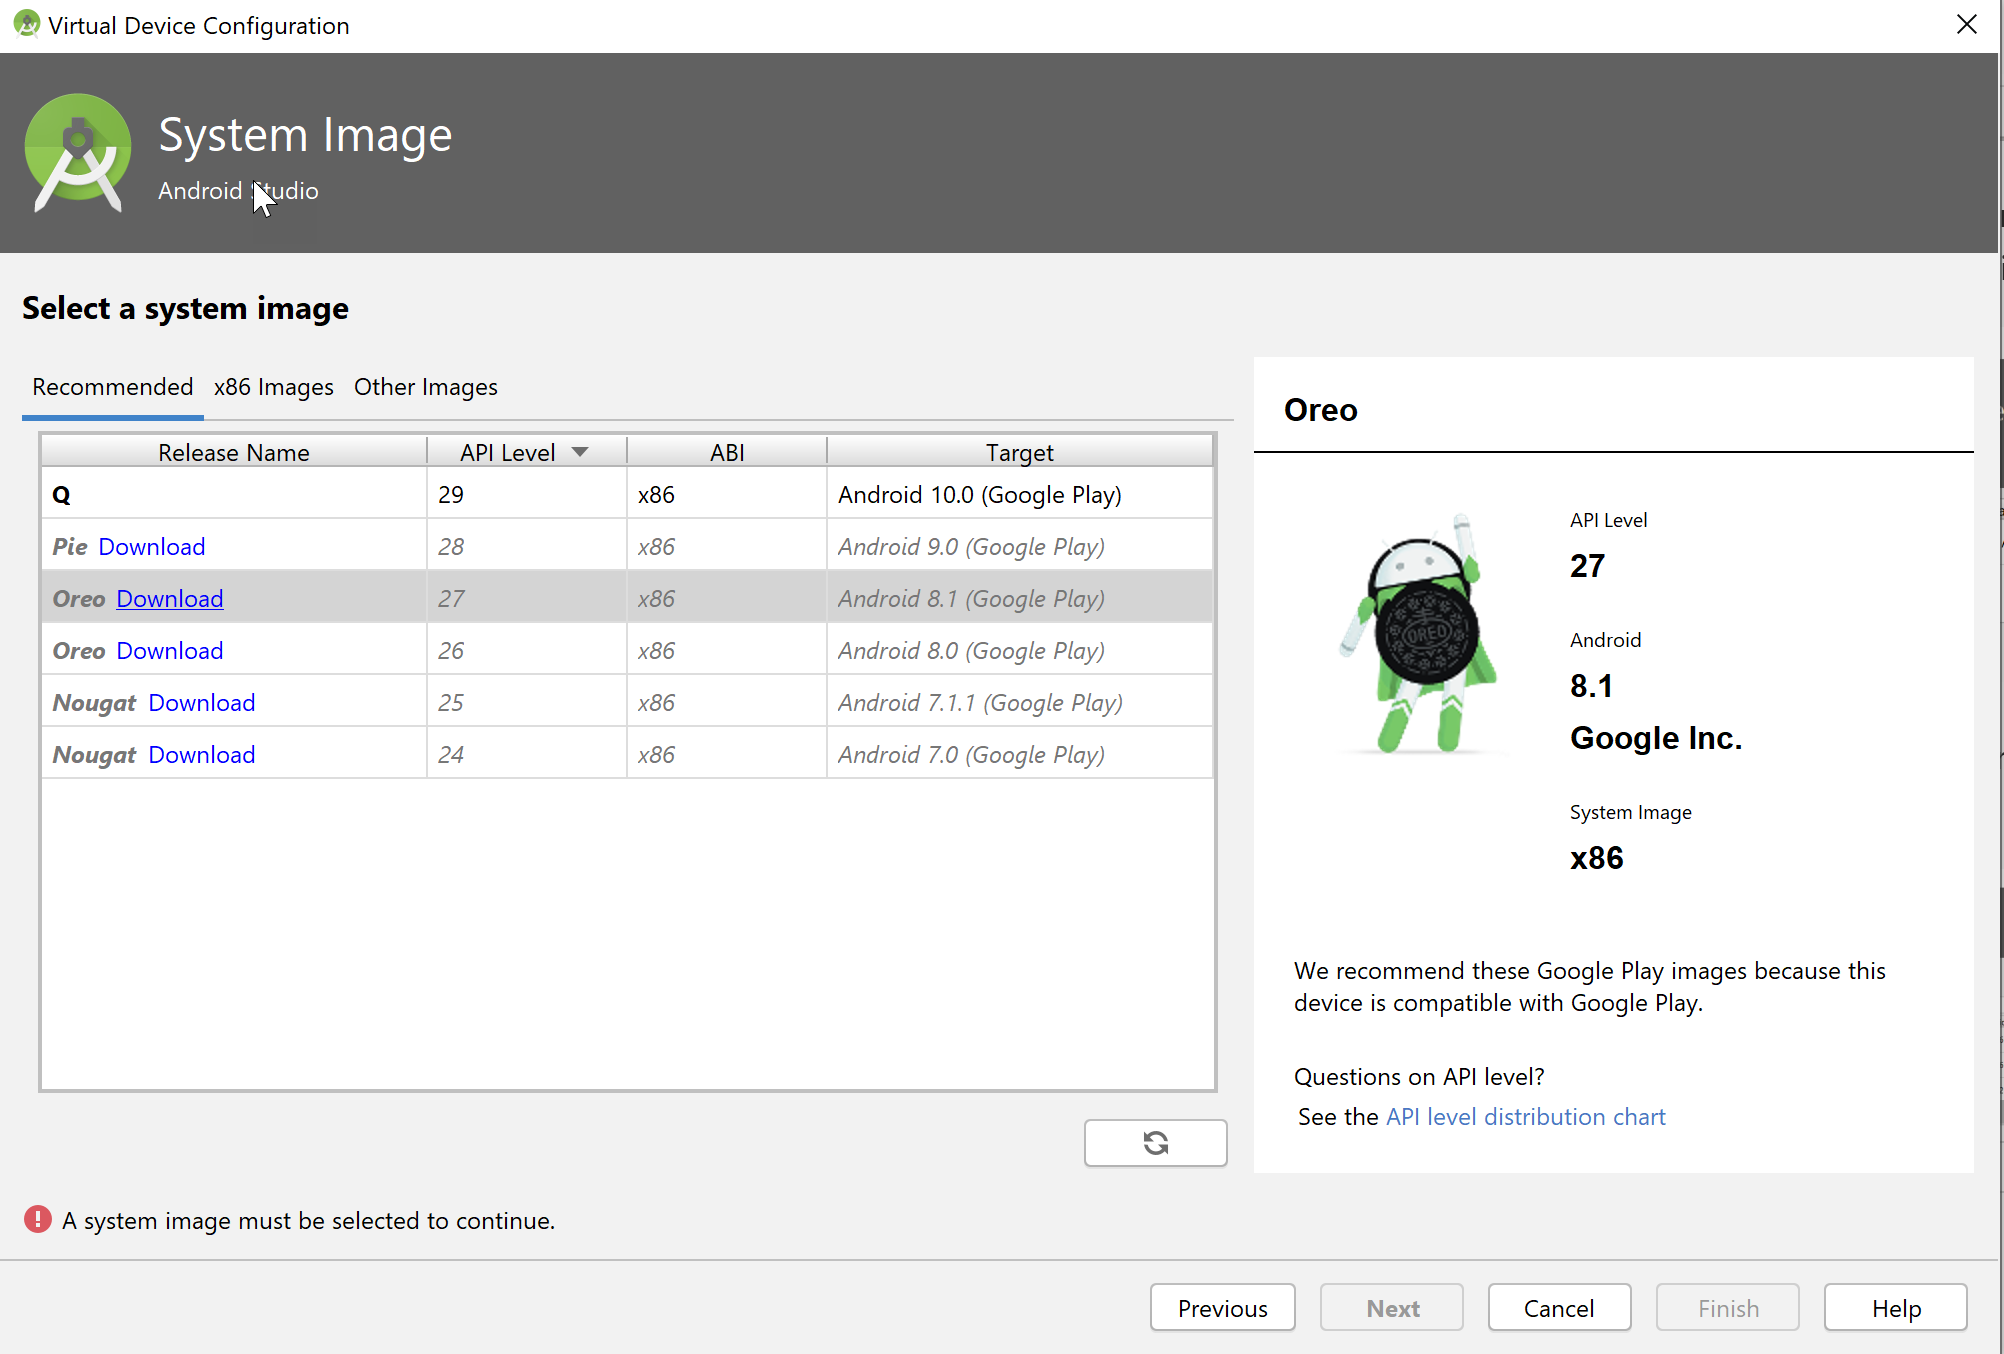 Virtual Device Configuration
System Image
Android Studio
Select a system image
Recommended x86 Images Other Images
Release Name API Level ABI Target
Q 29 x86 Android 10.0 (Google Play)
Pie Download 28 x86 Android 9.0 (Google Play)
Oreo Download 27 x86 Android 8.1 (Google Play)
Oreo Download 26 x86 Android 8.0 (Google Play)
Nougat Download 25 x86 Android 7.1.1 (Google Play)
Nougat Download 24 x86 Android 7.0 (Google Play)
Oreo
OREO
API Level
27
Android
8.1
Google Inc.
System Image
x86
We recommend these Google Play images because this
device is compatible with Google Play.
Questions on API level?
See the API level distribution chart
A system image must be selected to continue.
Previous Next Cancel Finish Help